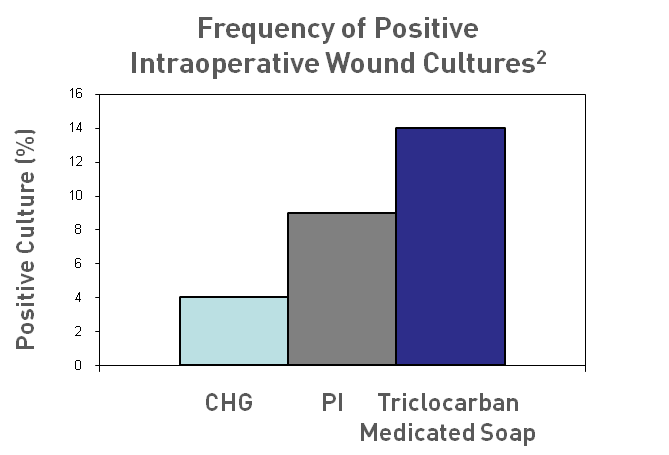 Frequency of Positive
Intraoperative Wound Cultures²
Positive Culture (%)
16
14
12
10
8
6
4
2
0
CHG PI Triclocarban
Medicated Soap